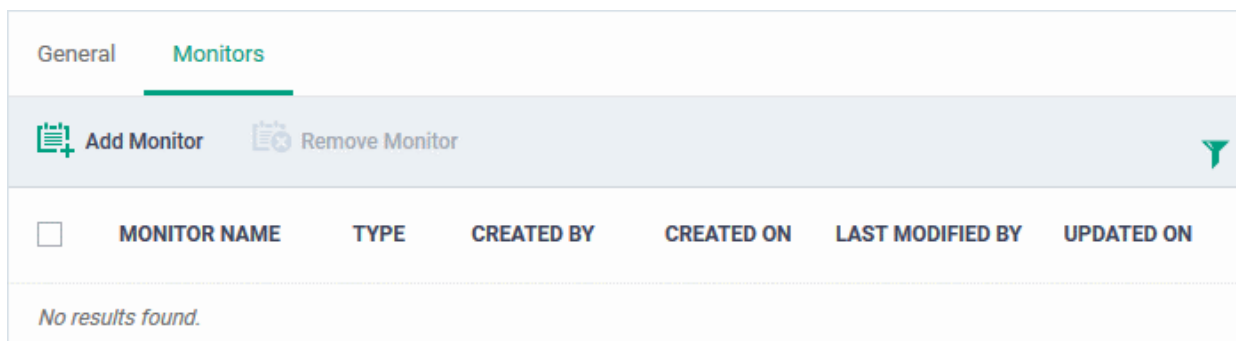 General Monitors
Add Monitor Remove Monitor
MONITOR NAME TYPE CREATED BY CREATED ON LAST MODIFIED BY UPDATED ON
No results found.